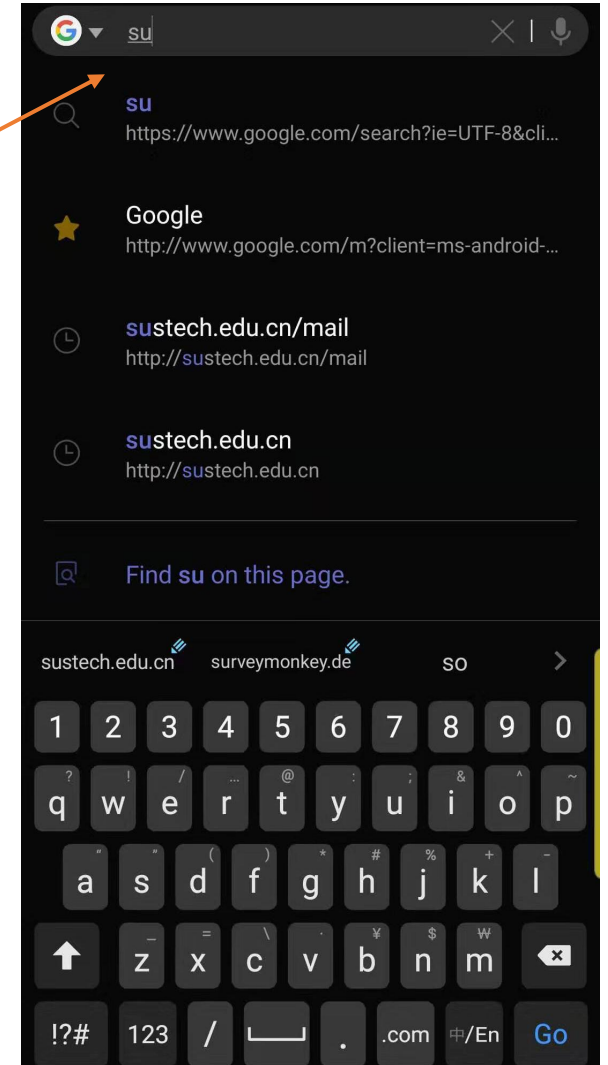 su
su
https://www.google.com/search?ie=UTF-8&cli...
Google
http://www.google.com/m?client=ms-android-...
sustech.edu.cn/mail
http://sustech.edu.cn/mail
sustech.edu.cn
http://sustech.edu.cn
Find su on this page.
sustech.edu.cn surveymonkey.de so >
1 2 3 4 5 6 7 8 9 0
? ! / ... @ : ; & ^ ~
q w e r t y u i o p
" " ( ) * # % + -
a s d f g h j k l
_ = \ · ¥ $ ₩
z x c v b n m
!?# 123 / . .com 中/En Go